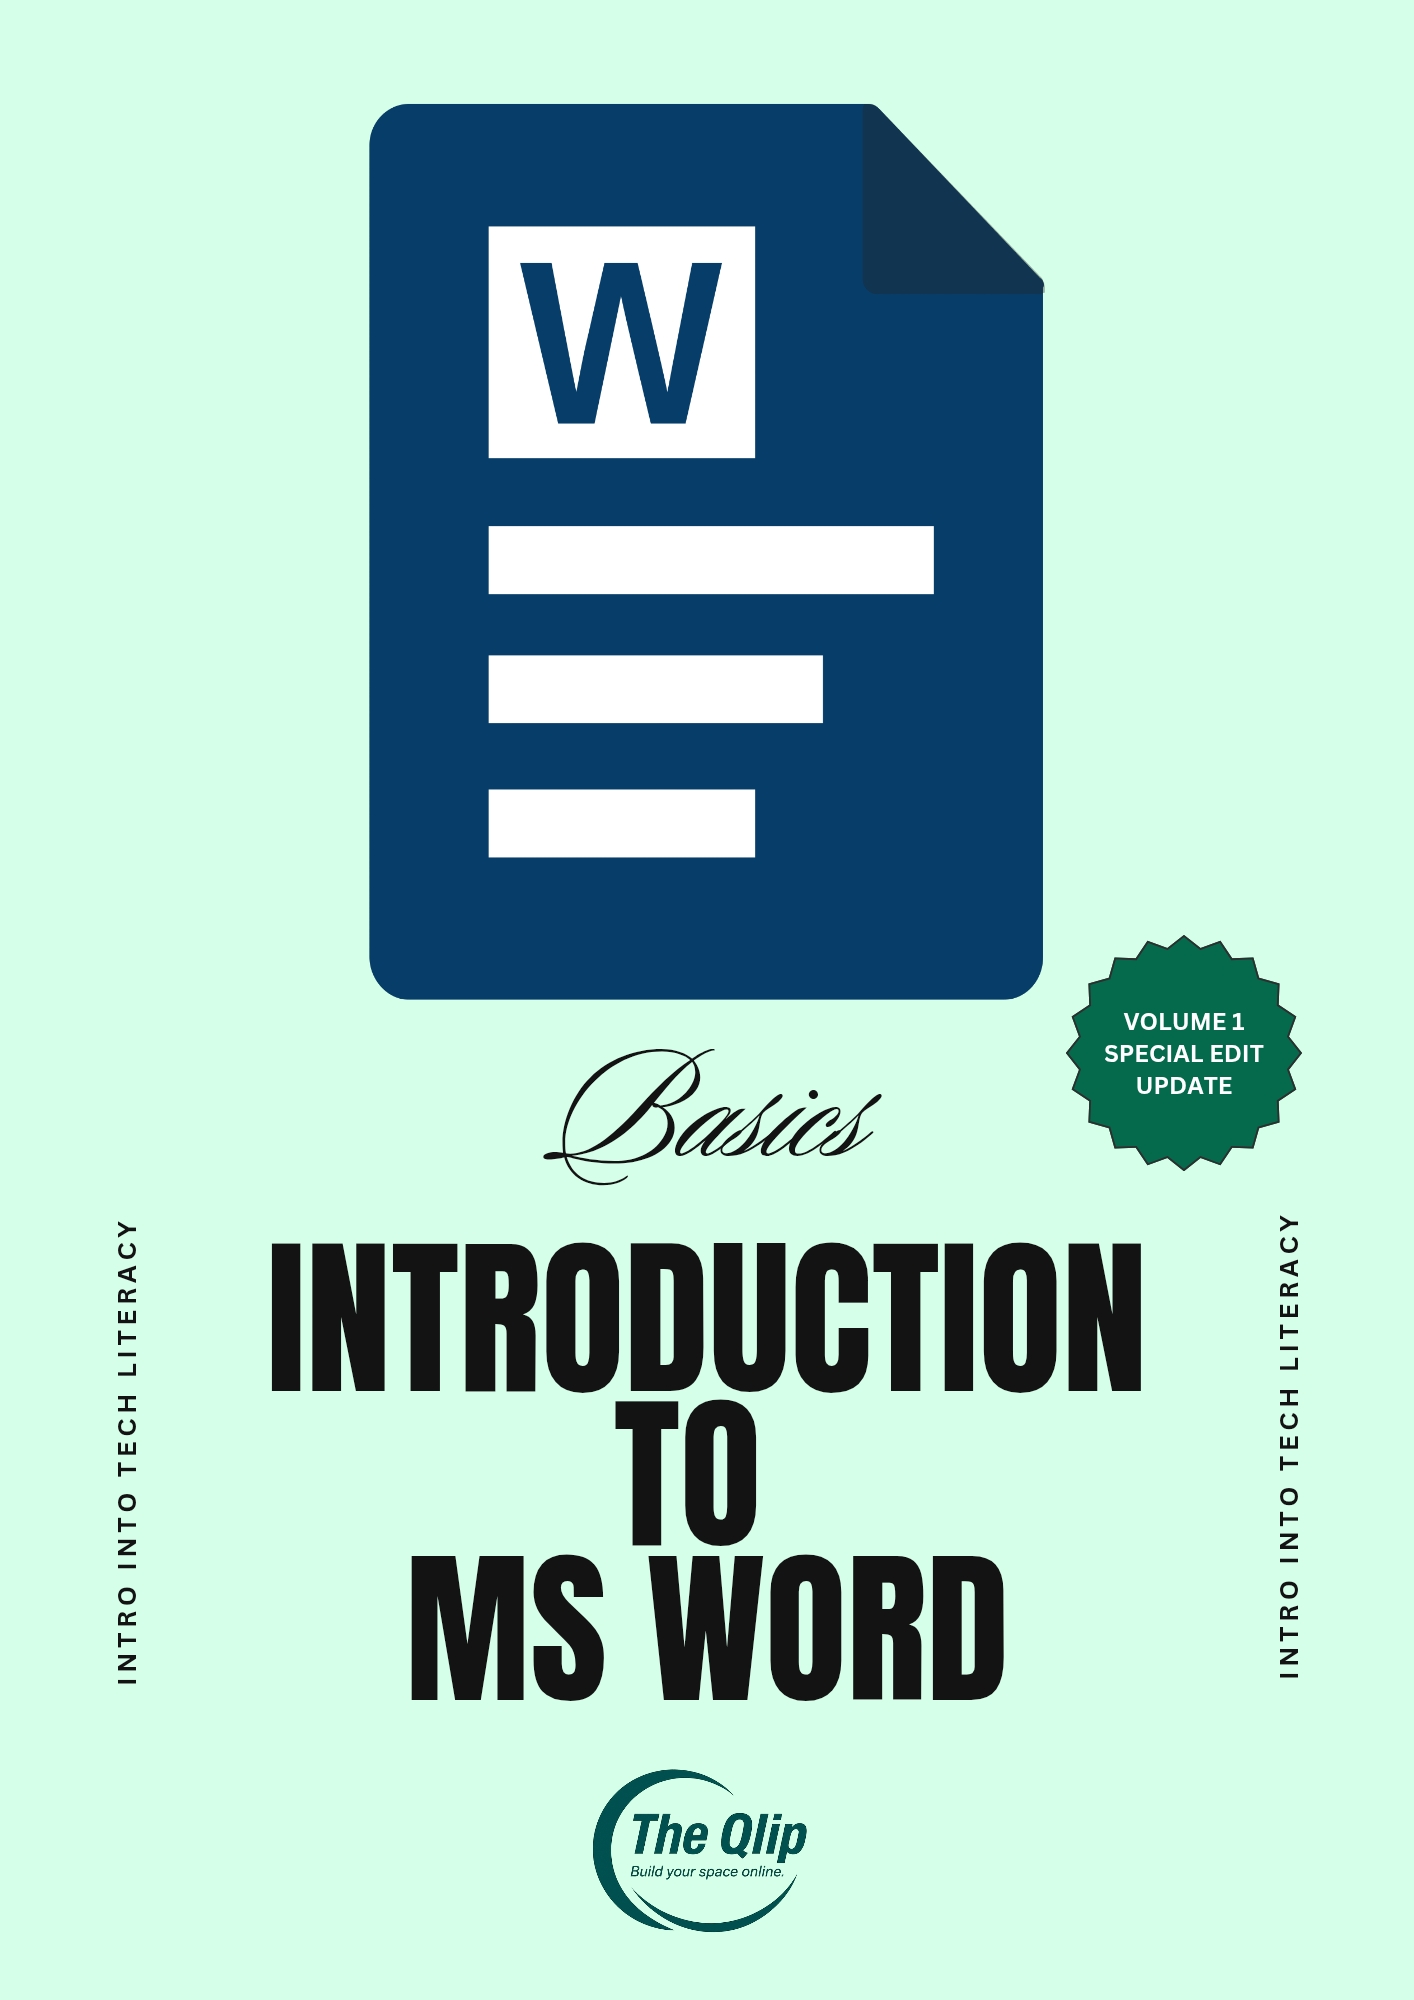 W
VOLUME 1
SPECIAL EDIT
UPDATE
Basics
INTRO INTO TECH LITERACY
INTRODUCTION
TO
MS WORD
INTRO INTO TECH LITERACY
The Qlip
Build your space online.